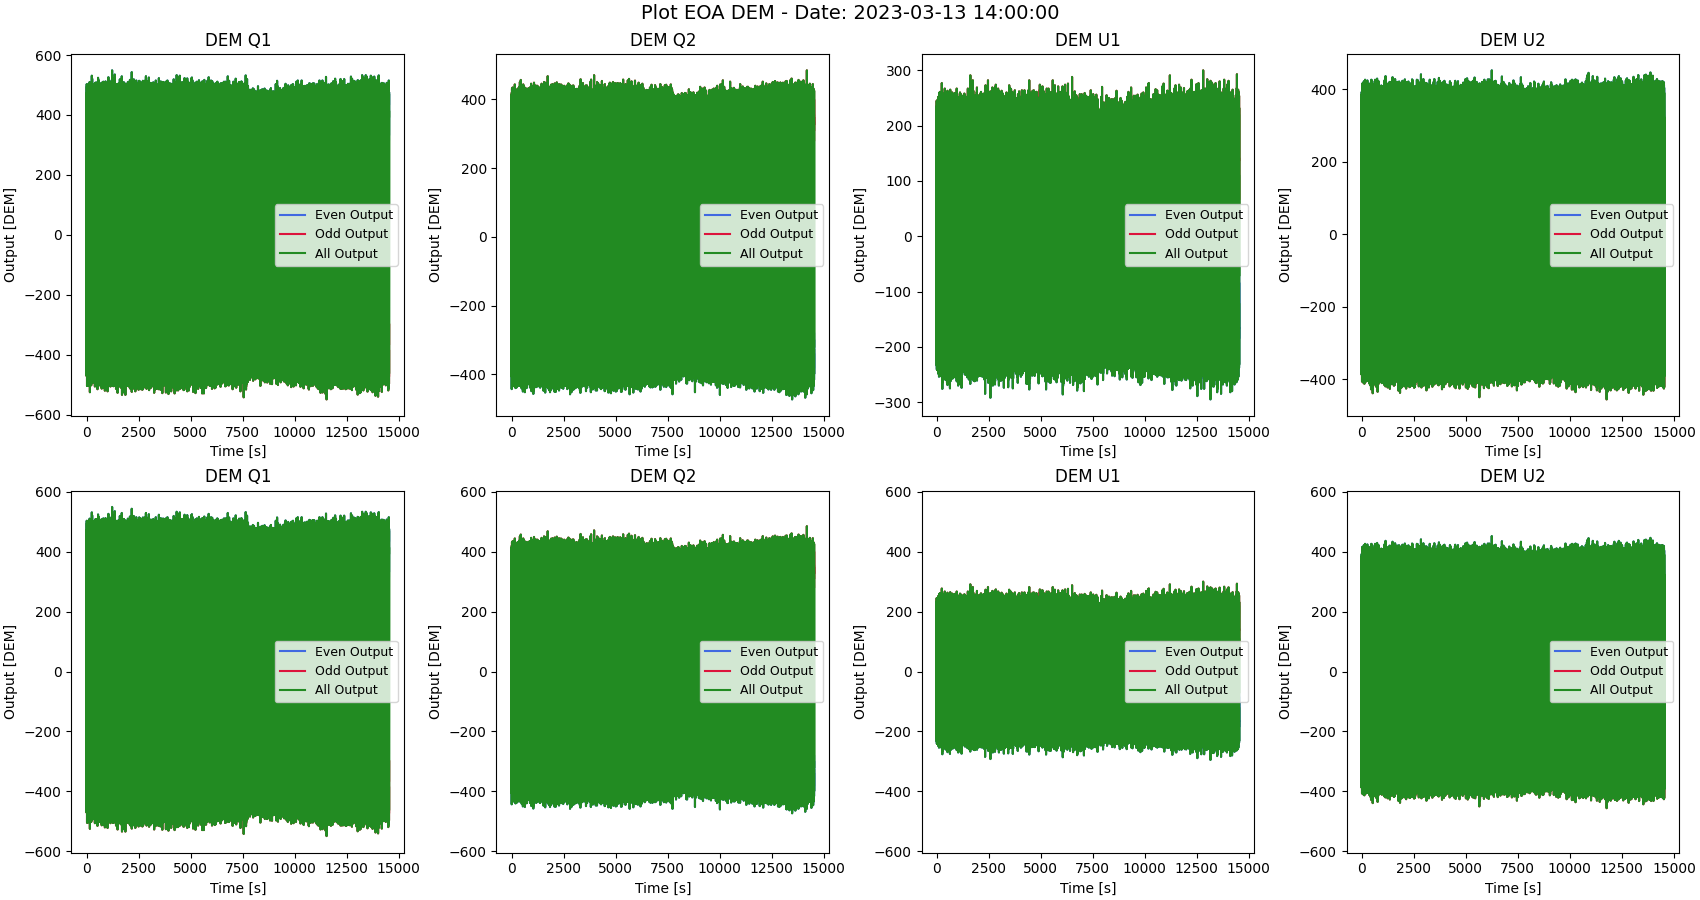 Plot EOA DEM - Date: 2023-03-13 14:00:00
DEM Q1
Output [DEM]
600
400
200
0
−200
−400
−600
Even Output
Odd Output
All Output
0 2500 5000 7500 10000 12500 15000
Time [s]
DEM Q2
Output [DEM]
400
200
0
−200
−400
Even Output
Odd Output
All Output
0 2500 5000 7500 10000 12500 15000
Time [s]
DEM U1
Output [DEM]
300
200
100
0
−100
−200
−300
Even Output
Odd Output
All Output
0 2500 5000 7500 10000 12500 15000
Time [s]
DEM U2
Output [DEM]
400
200
0
−200
−400
Even Output
Odd Output
All Output
0 2500 5000 7500 10000 12500 15000
Time [s]
DEM Q1
Output [DEM]
600
400
200
0
−200
−400
−600
Even Output
Odd Output
All Output
0 2500 5000 7500 10000 12500 15000
Time [s]
DEM Q2
Output [DEM]
600
400
200
0
−200
−400
−600
Even Output
Odd Output
All Output
0 2500 5000 7500 10000 12500 15000
Time [s]
DEM U1
Output [DEM]
600
400
200
0
−200
−400
−600
Even Output
Odd Output
All Output
0 2500 5000 7500 10000 12500 15000
Time [s]
DEM U2
Output [DEM]
600
400
200
0
−200
−400
−600
Even Output
Odd Output
All Output
0 2500 5000 7500 10000 12500 15000
Time [s]